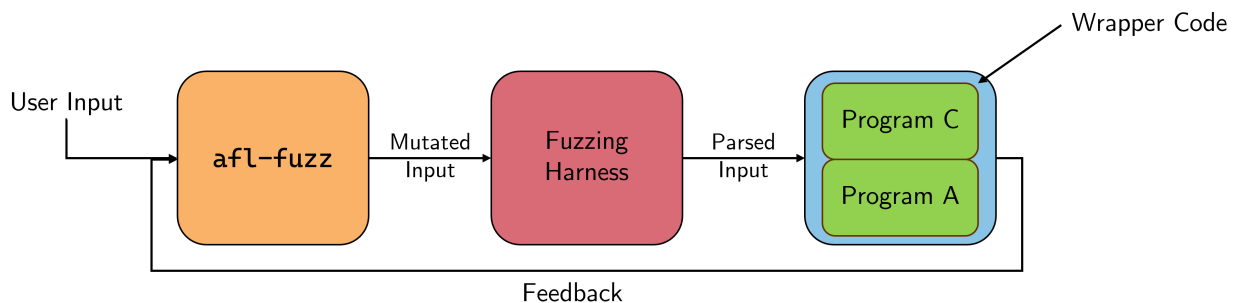 Wrapper Code
User Input
afl-fuzz
Mutated
Input
Fuzzing
Harness
Parsed
Input
Program C
Program A
Feedback